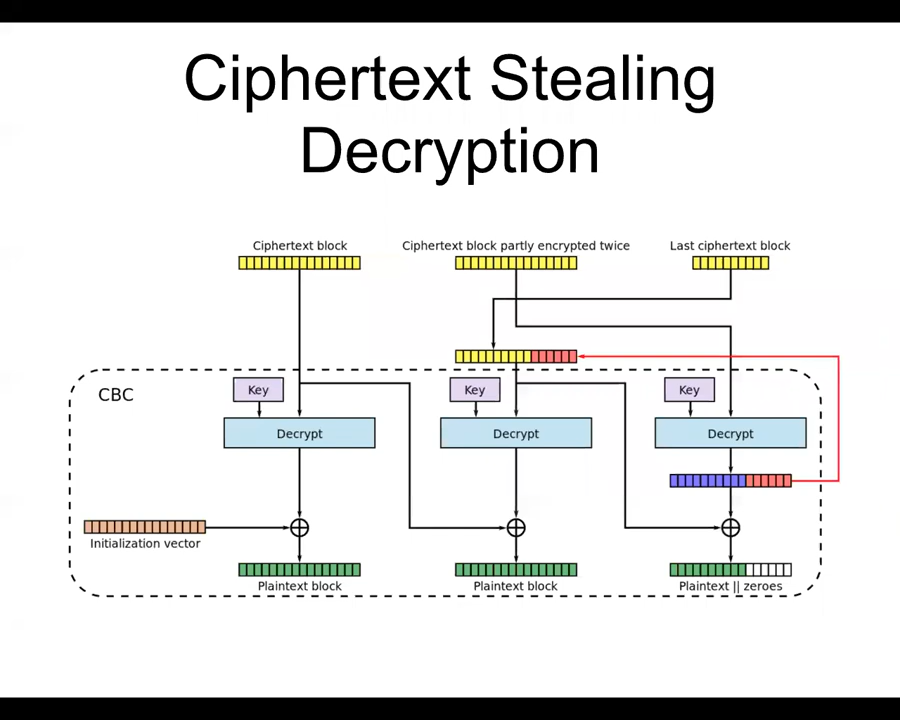 Ciphertext Stealing
Decryption
Ciphertext block
Ciphertext block partly encrypted twice
Last ciphertext block
CBC
Key
Key
Key
Decrypt
Decrypt
Decrypt
Initialization vector
Plaintext block
Plaintext block
Plaintext || zeroes